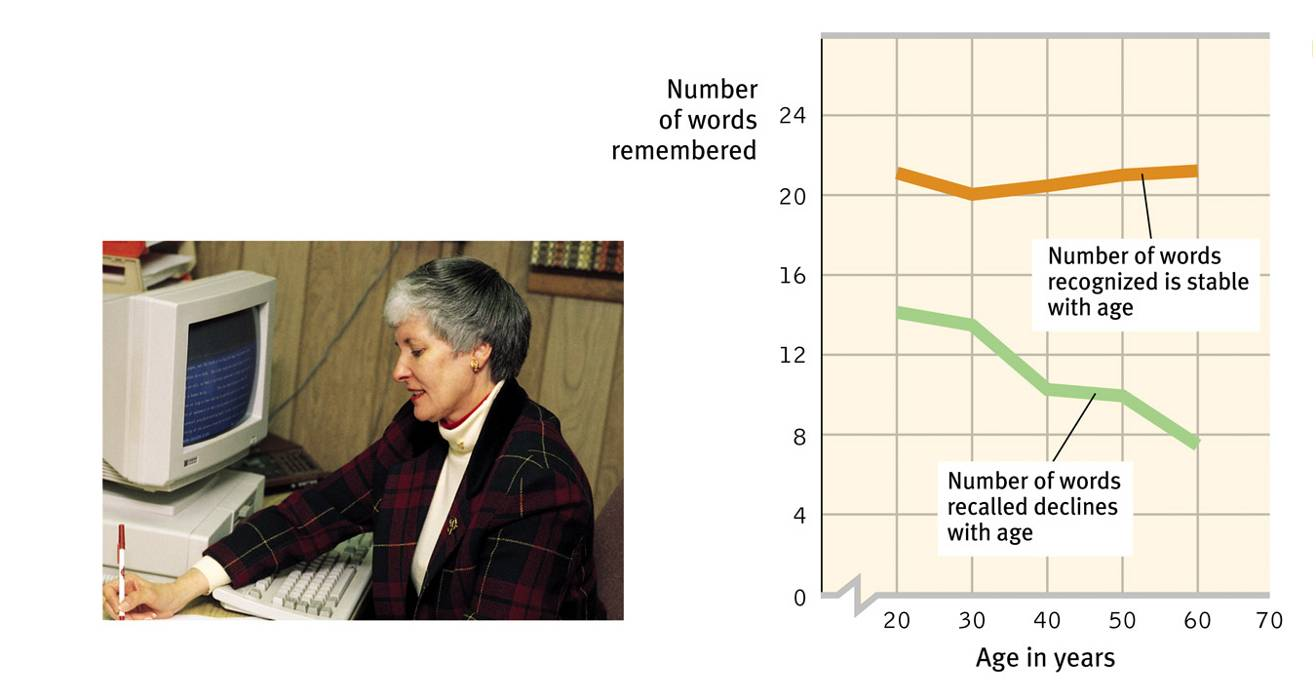 Number
of words
remembered
24
20
16
12
8
4
0
Number of words
recognized is stable
with age
Number of words
recalled declines
with age
20 30 40 50 60 70
Age in years